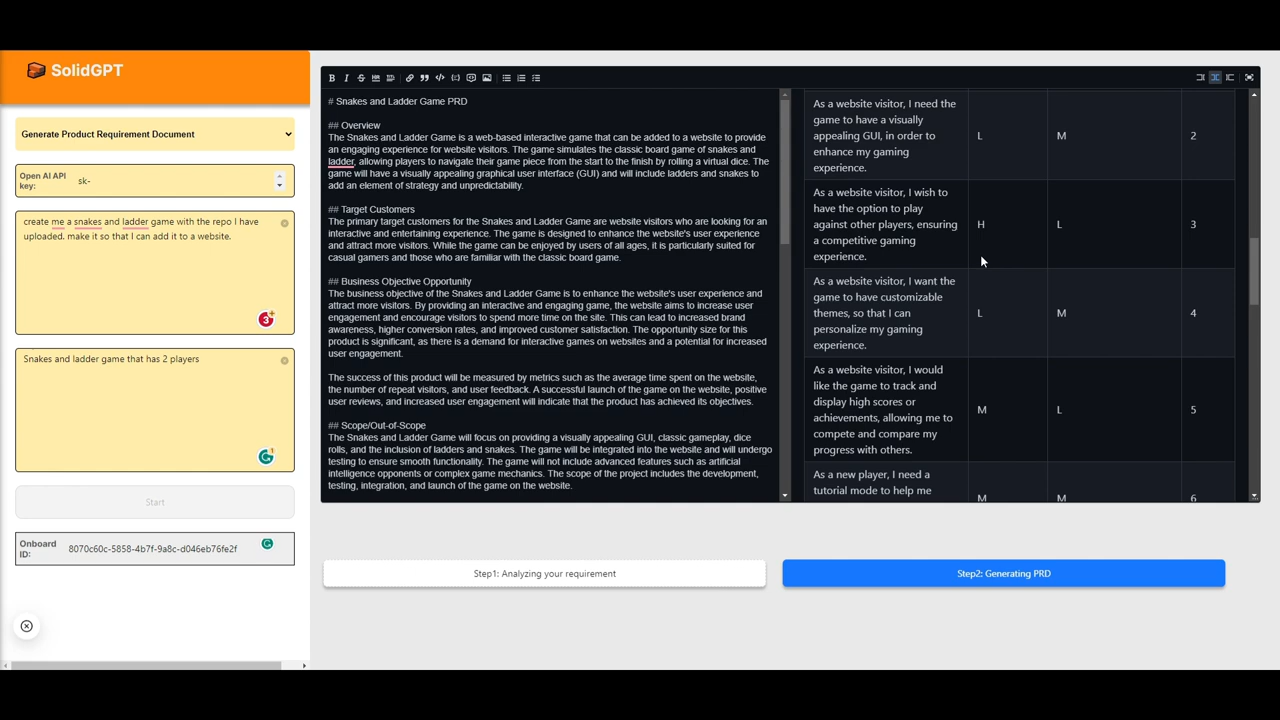 SolidGPT
Generate Product Requirement Document
Open AI API
key:
sk-
create me a snakes and ladder game with the repo I have
uploaded. make it so that I can add it to a website.
3
Snakes and ladder game that has 2 players
1
Start
Onboard
ID:
8070c60c-5858-4b7f-9a8c-d046eb76fe2f
# Snakes and Ladder Game PRD
## Overview
The Snakes and Ladder Game is a web-based interactive game that can be added to a website to provide
an engaging experience for website visitors. The game simulates the classic board game of snakes and
ladder, allowing players to navigate their game piece from the start to the finish by rolling a virtual dice. The
game will have a visually appealing graphical user interface (GUI) and will include ladders and snakes to
add an element of strategy and unpredictability.
## Target Customers
The primary target customers for the Snakes and Ladder Game are website visitors who are looking for an
interactive and entertaining experience. The game is designed to enhance the website's user experience
and attract more visitors. While the game can be enjoyed by users of all ages, it is particularly suited for
casual gamers and those who are familiar with the classic board game.
## Business Objective Opportunity
The business objective of the Snakes and Ladder Game is to enhance the website's user experience and
attract more visitors. By providing an interactive and engaging game, the website aims to increase user
engagement and encourage visitors to spend more time on the site. This can lead to increased brand
awareness, higher conversion rates, and improved customer satisfaction. The opportunity size for this
product is significant, as there is a demand for interactive games on websites and a potential for increased
user engagement.
The success of this product will be measured by metrics such as the average time spent on the website,
the number of repeat visitors, and user feedback. A successful launch of the game on the website, positive
user reviews, and increased user engagement will indicate that the product has achieved its objectives.
## Scope/Out-of-Scope
The Snakes and Ladder Game will focus on providing a visually appealing GUI, classic gameplay, dice
rolls, and the inclusion of ladders and snakes. The game will be integrated into the website and will undergo
testing to ensure smooth functionality. The game will not include advanced features such as artificial
intelligence opponents or complex game mechanics. The scope of the project includes the development,
testing, integration, and launch of the game on the website.
As a website visitor, I need the
game to have a visually
appealing GUI, in order to
enhance my gaming
experience.
L
M
2
As a website visitor, I wish to
have the option to play
against other players, ensuring
a competitive gaming
experience.
H
L
3
As a website visitor, I want the
game to have customizable
themes, so that I can
personalize my gaming
experience.
L
M
4
As a website visitor, I would
like the game to track and
display high scores or
achievements, allowing me to
compete and compare my
progress with others.
M
L
5
As a new player, I need a
tutorial mode to help me
M
M
6
Step1: Analyzing your requirement
Step2: Generating PRD